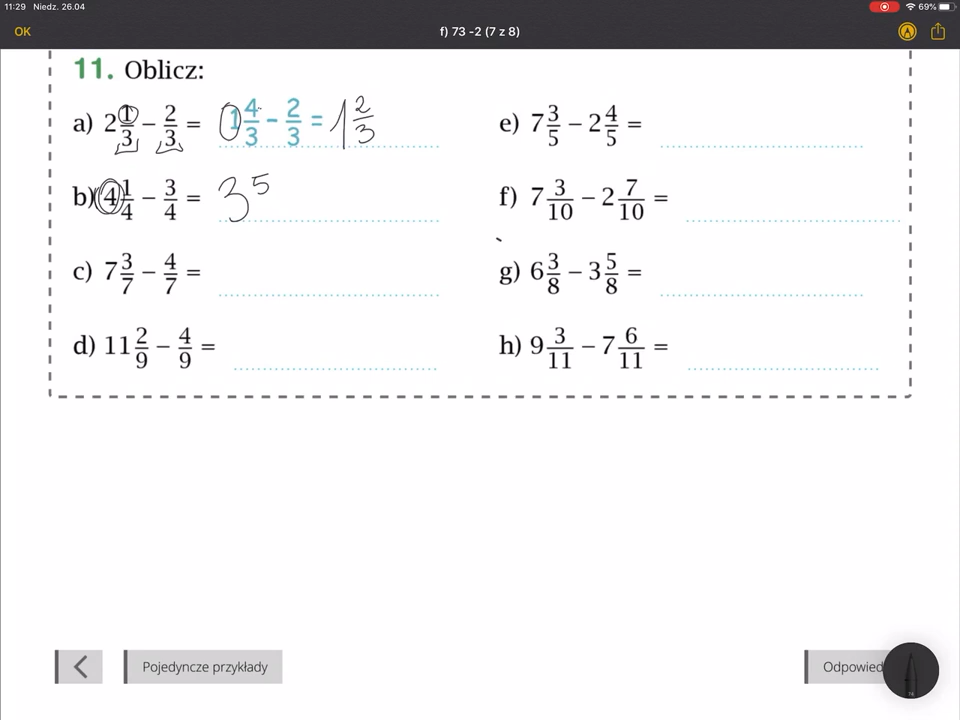 11:29 Niedz. 26.04
69%
OK
f) 73 -2 (7 z 8)
11. Oblicz:
a) 2 1/3 – 2/3 = 1 4/3 – 2/3 = 1 2/3
b) 4 1/4 – 3/4 = 3 5
c) 7 3/7 – 4/7 =
d) 11 2/9 – 4/9 =
e) 7 3/5 – 2 4/5 =
f) 7 3/10 – 2 7/10 =
g) 6 3/8 – 3 5/8 =
h) 9 3/11 – 7 6/11 =
Pojedyncze przykłady
Odpowied